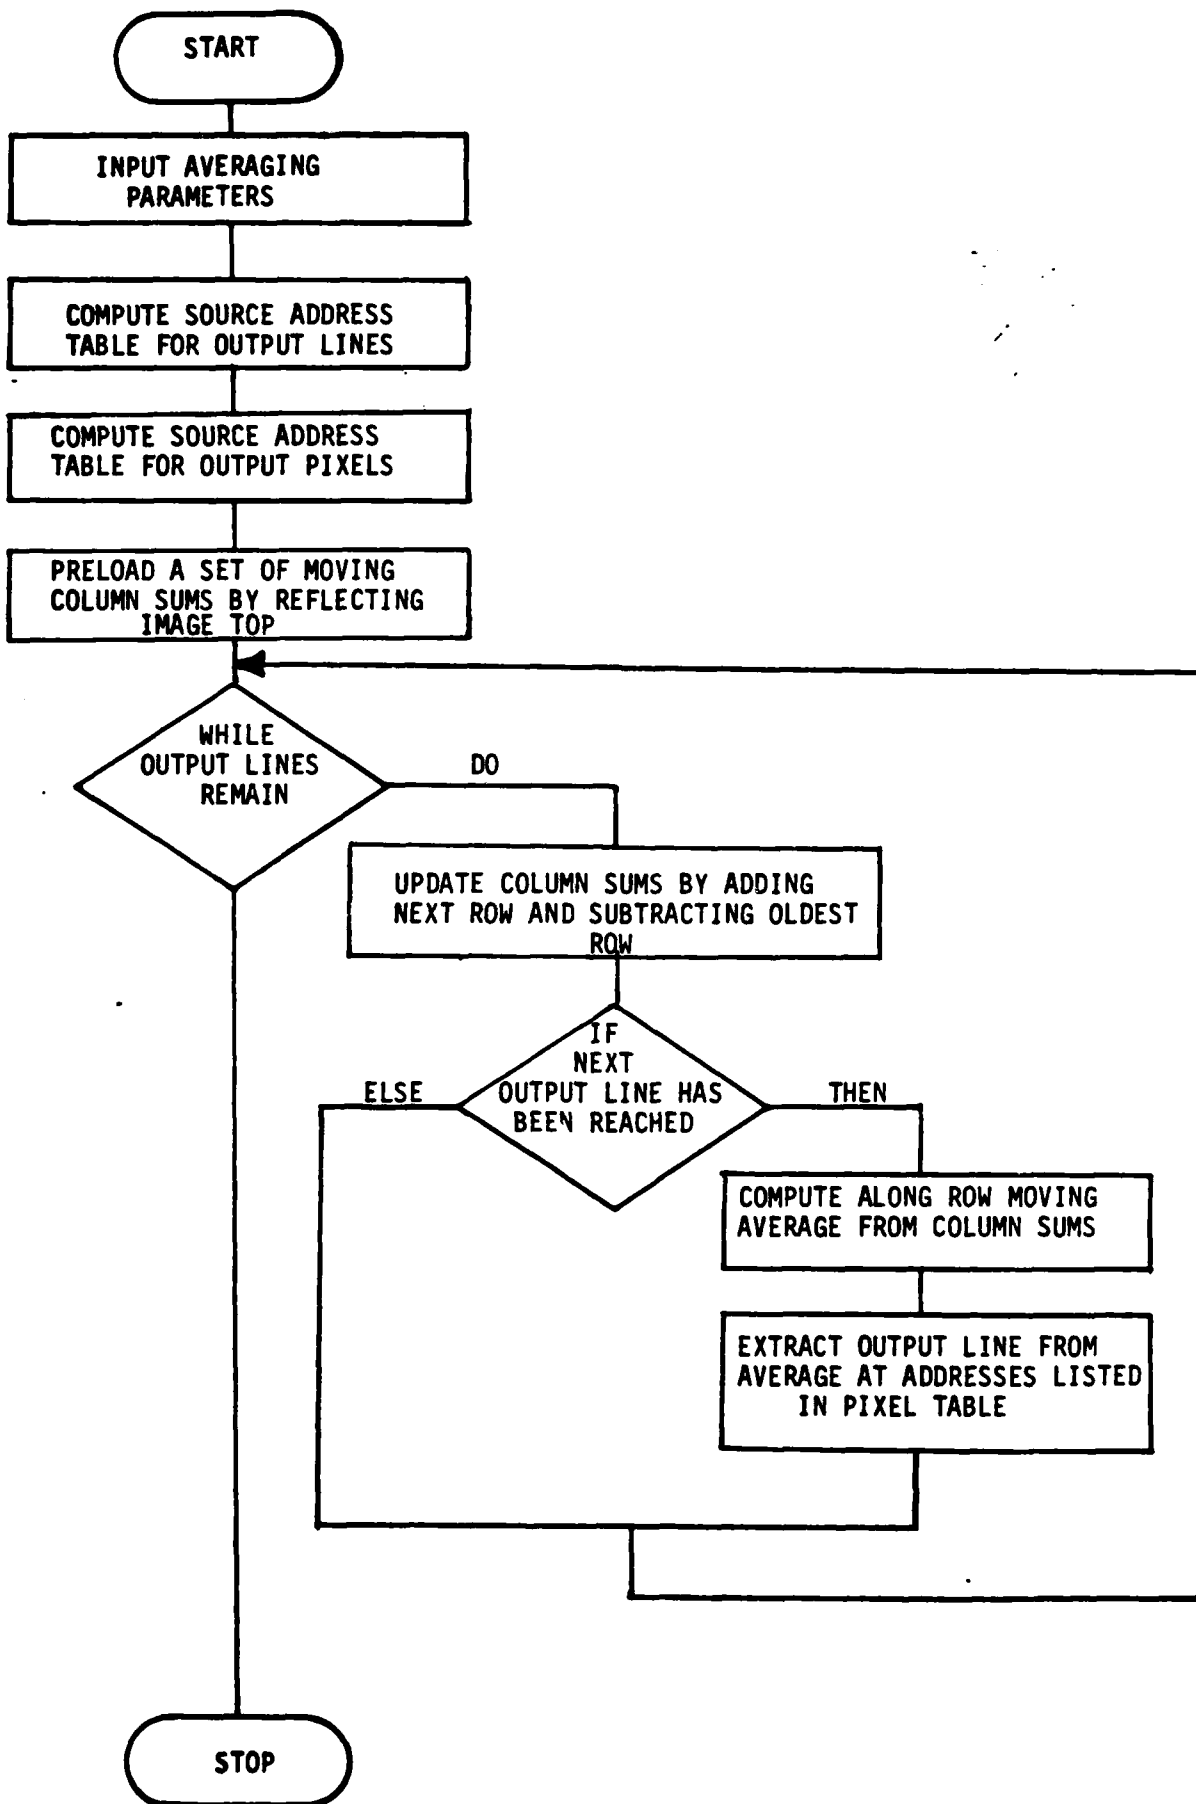 START
INPUT AVERAGING
PARAMETERS
COMPUTE SOURCE ADDRESS
TABLE FOR OUTPUT LINES
COMPUTE SOURCE ADDRESS
TABLE FOR OUTPUT PIXELS
PRELOAD A SET OF MOVING
COLUMN SUMS BY REFLECTING
IMAGE TOP
WHILE
OUTPUT LINES
REMAIN
DO
UPDATE COLUMN SUMS BY ADDING
NEXT ROW AND SUBTRACTING OLDEST
ROW
IF
NEXT
OUTPUT LINE HAS
BEEN REACHED
ELSE
THEN
COMPUTE ALONG ROW MOVING
AVERAGE FROM COLUMN SUMS
EXTRACT OUTPUT LINE FROM
AVERAGE AT ADDRESSES LISTED
IN PIXEL TABLE
STOP